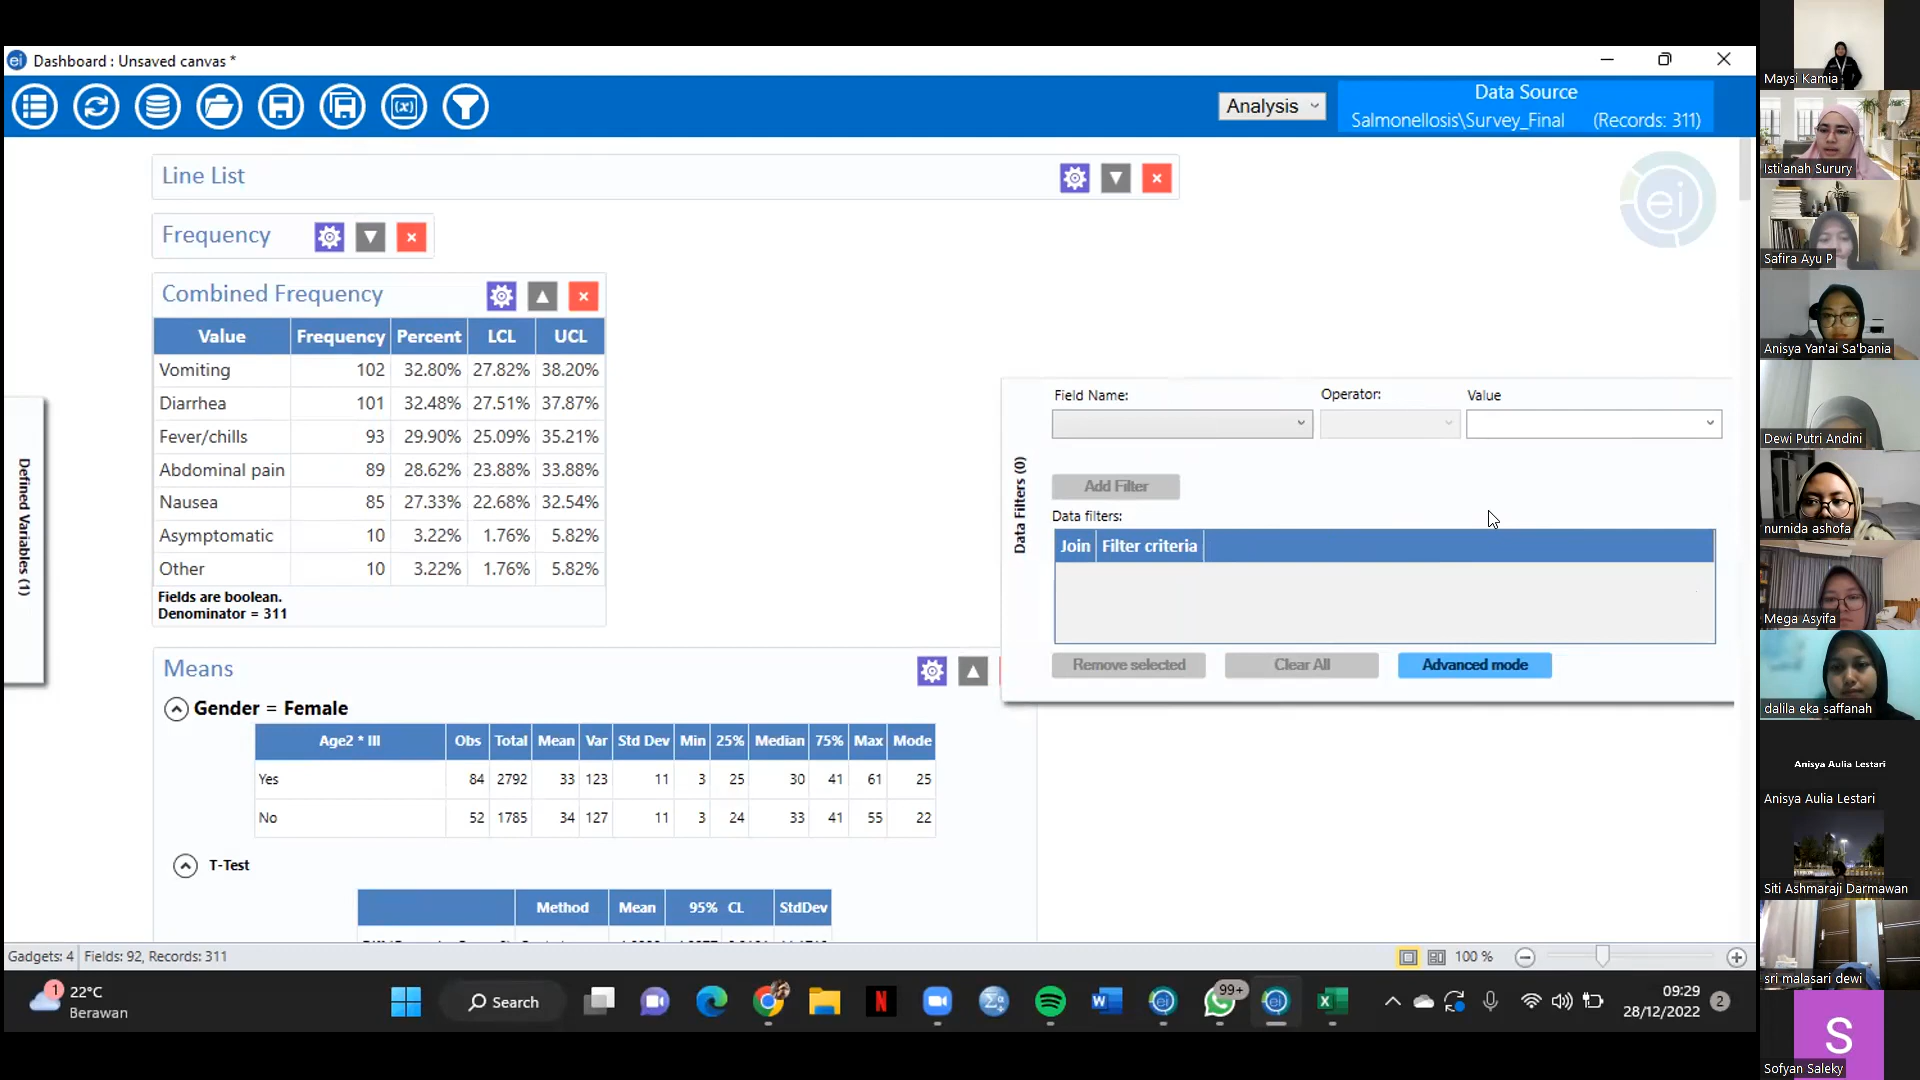 Dashboard : Unsaved canvas *
Analysis
Data Source
Salmonellosis\Survey_Final (Records: 311)
Line List
Frequency
Combined Frequency
Value Frequency Percent LCL UCL
Vomiting 102 32.80% 27.82% 38.20%
Diarrhea 101 32.48% 27.51% 37.87%
Fever/chills 93 29.90% 25.09% 35.21%
Abdominal pain 89 28.62% 23.88% 33.88%
Nausea 85 27.33% 22.68% 32.54%
Asymptomatic 10 3.22% 1.76% 5.82%
Other 10 3.22% 1.76% 5.82%
Fields are boolean.
Denominator = 311
Defined Variables (1)
Data Filters (0)
Field Name: Operator: Value
Add Filter
Data filters:
Join Filter criteria
Remove selected Clear All Advanced mode
Means
Gender = Female
Age2 * Ill Obs Total Mean Var Std Dev Min 25% Median 75% Max Mode
Yes 84 2792 33 123 11 3 25 30 41 61 25
No 52 1785 34 127 11 3 24 33 41 55 22
T-Test
Method Mean 95% CL StdDev
Gadgets: 4 Fields: 92, Records: 311
100 %
1
22°C
Berawan
Search
99+
09:29
28/12/2022
2
ei
Maysi Kamia
Isti'anah Surury
Safira Ayu P
Anisya Yan'ai Sa'bania
Dewi Putri Andini
nurnida ashofa
Mega Asyifa
dalila eka saffanah
Anisya Aulia Lestari
Anisya Aulia Lestari
Siti Ashmaraji Darmawan
sri malasari dewi
S
Sofyan Saleky